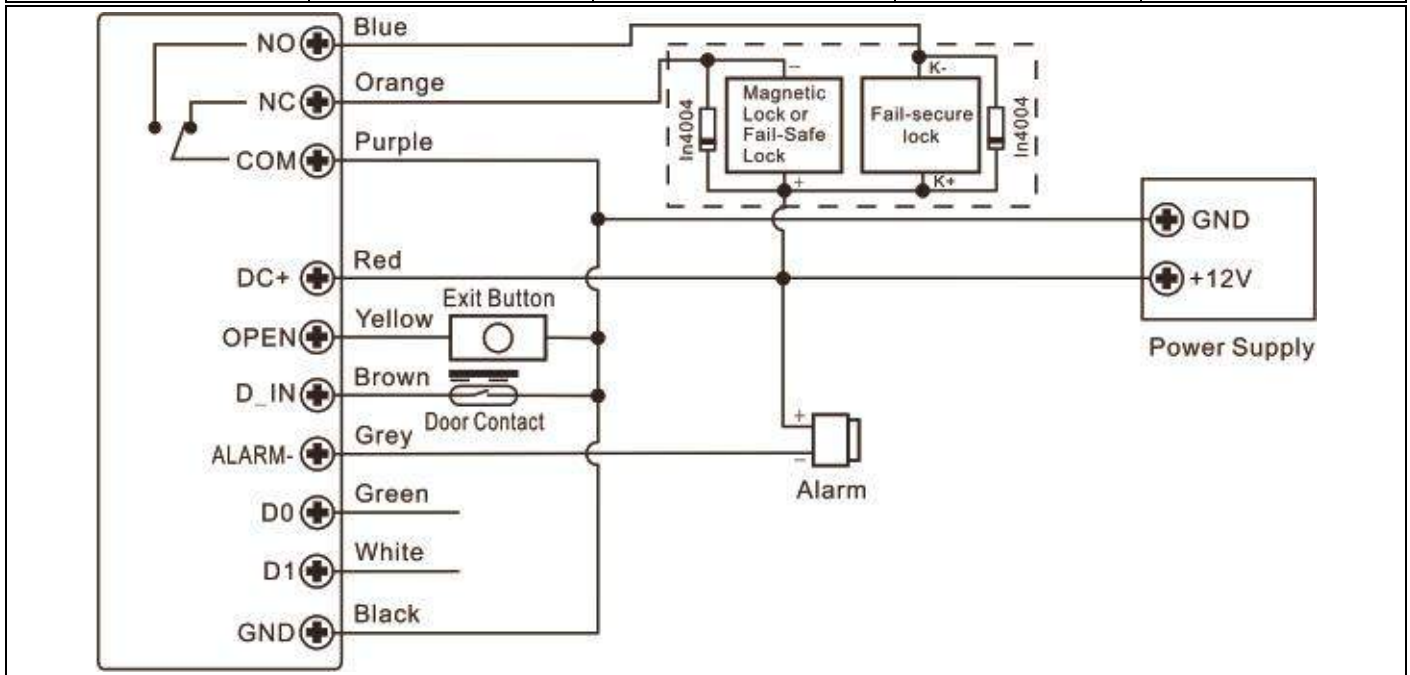 NO
Blue
NC
Orange
COM
Purple
DC+
Red
OPEN
Yellow
Exit Button
D_IN
Brown
Door Contact
ALARM-
Grey
D0
Green
D1
White
GND
Black
In4004
–
Magnetic
Lock or
Fail-Safe
Lock
+
K-
Fail-secure
lock
K+
In4004
GND
+12V
Power Supply
+
–
Alarm